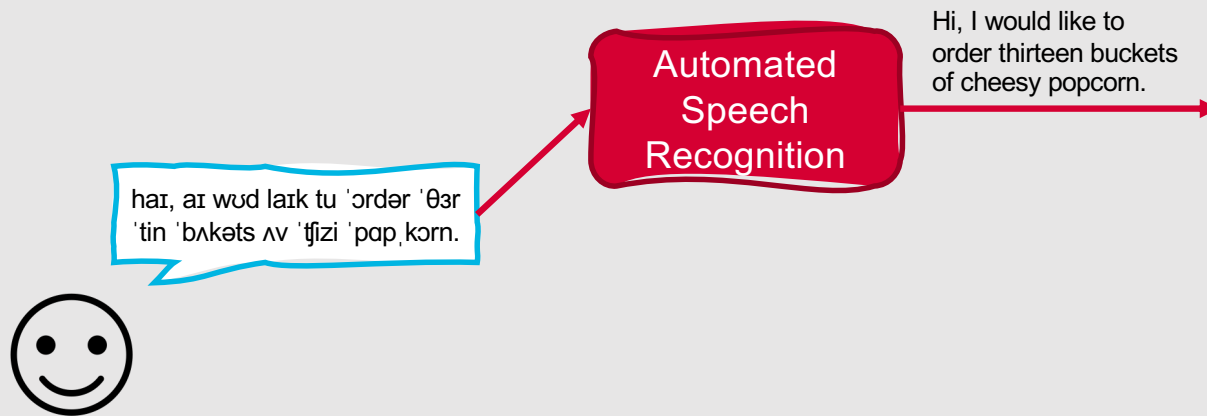 Hi, I would like to
order thirteen buckets
of cheesy popcorn.
Automated
Speech
Recognition
haɪ, aɪ wʊd laɪk tu ˈɔrdər ˈθɜr
ˈtin ˈbʌkəts ʌv ˈʧizi ˈpɑpˌkɔrn.